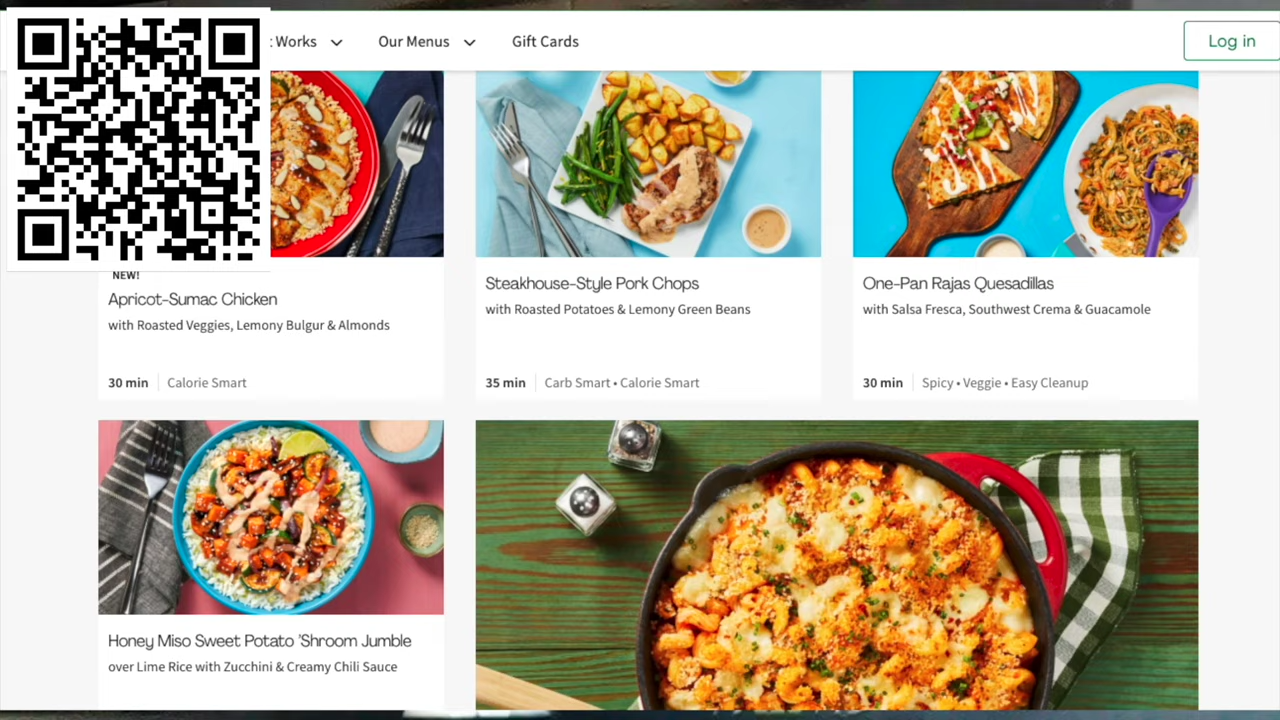 t Works
Our Menus
Gift Cards
Log in
NEW!
Apricot-Sumac Chicken
with Roasted Veggies, Lemony Bulgur & Almonds
30 min
Calorie Smart
Steakhouse-Style Pork Chops
with Roasted Potatoes & Lemony Green Beans
35 min
Carb Smart • Calorie Smart
One-Pan Rajas Quesadillas
with Salsa Fresca, Southwest Crema & Guacamole
30 min
Spicy • Veggie • Easy Cleanup
Honey Miso Sweet Potato 'Shroom Jumble
over Lime Rice with Zucchini & Creamy Chili Sauce